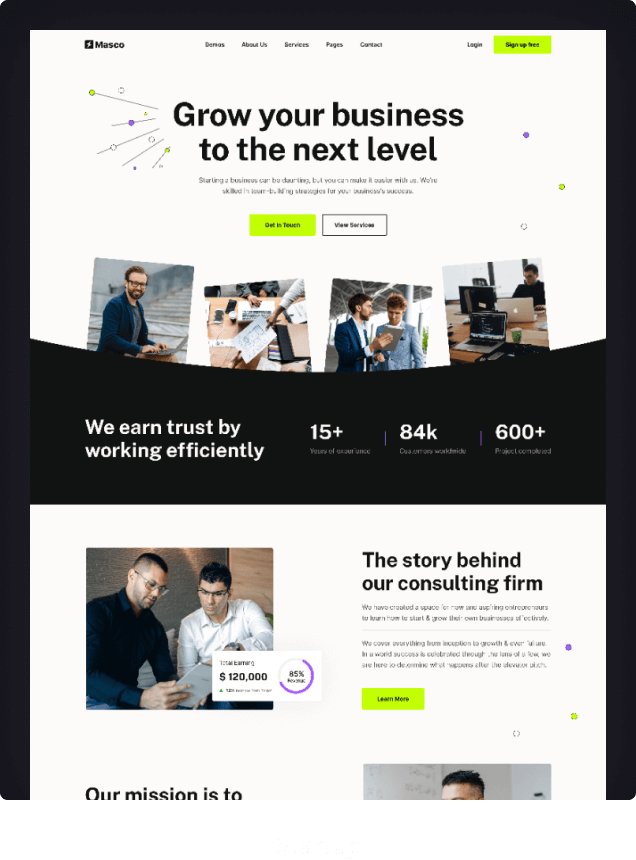 Masco
Demos
About Us
Services
Pages
Contact
Login
Sign up free
Grow your business
to the next level
Starting a business can be daunting, but you can make it easier with us. We're
skilled in team-building strategies for your business's success.
Get in Touch
View Services
We earn trust by
working efficiently
15+
Years of experience
84k
Customers worldwide
600+
Project completed
The story behind
our consulting firm
We have created a space for new and aspiring entrepreneurs
to learn how to start & grow their own businesses effectively.
We cover everything from inception to growth & even failure.
In a world success is celebrated through the lens of a few, we
are here to determine what happens after the elevator pitch.
Learn More
Total Earning
$ 120,000
85%
Revenue
Our mission is to